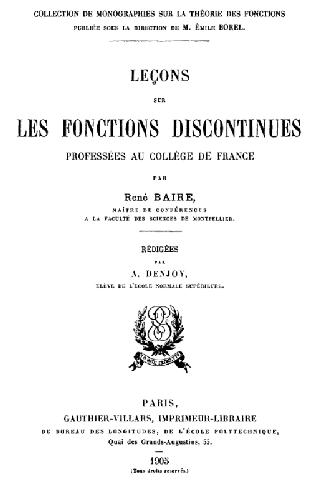 COLLECTION DE MONOGRAPHIES SUR LA THÉORIE DES FONCTIONS
PUBLIÉE SOUS LA DIRECTION DE M. ÉMILE BOREL.
LEÇONS
SUR
LES FONCTIONS DISCONTINUES
PROFESSÉES AU COLLÈGE DE FRANCE
PAR
René BAIRE,
MAÎTRE DE CONFÉRENCES
A LA FACULTÉ DES SCIENCES DE MONTPELLIER.
RÉDIGÉES
PAR
A. DENJOY,
ÉLÈVE DE L'ÉCOLE NORMALE SUPÉRIEURE.
PARIS,
GAUTHIER-VILLARS, IMPRIMEUR-LIBRAIRE
DU BUREAU DES LONGITUDES, DE L'ÉCOLE POLYTECHNIQUE,
Quai des Grands-Augustins, 55.
1905
(Tous droits réservés.)